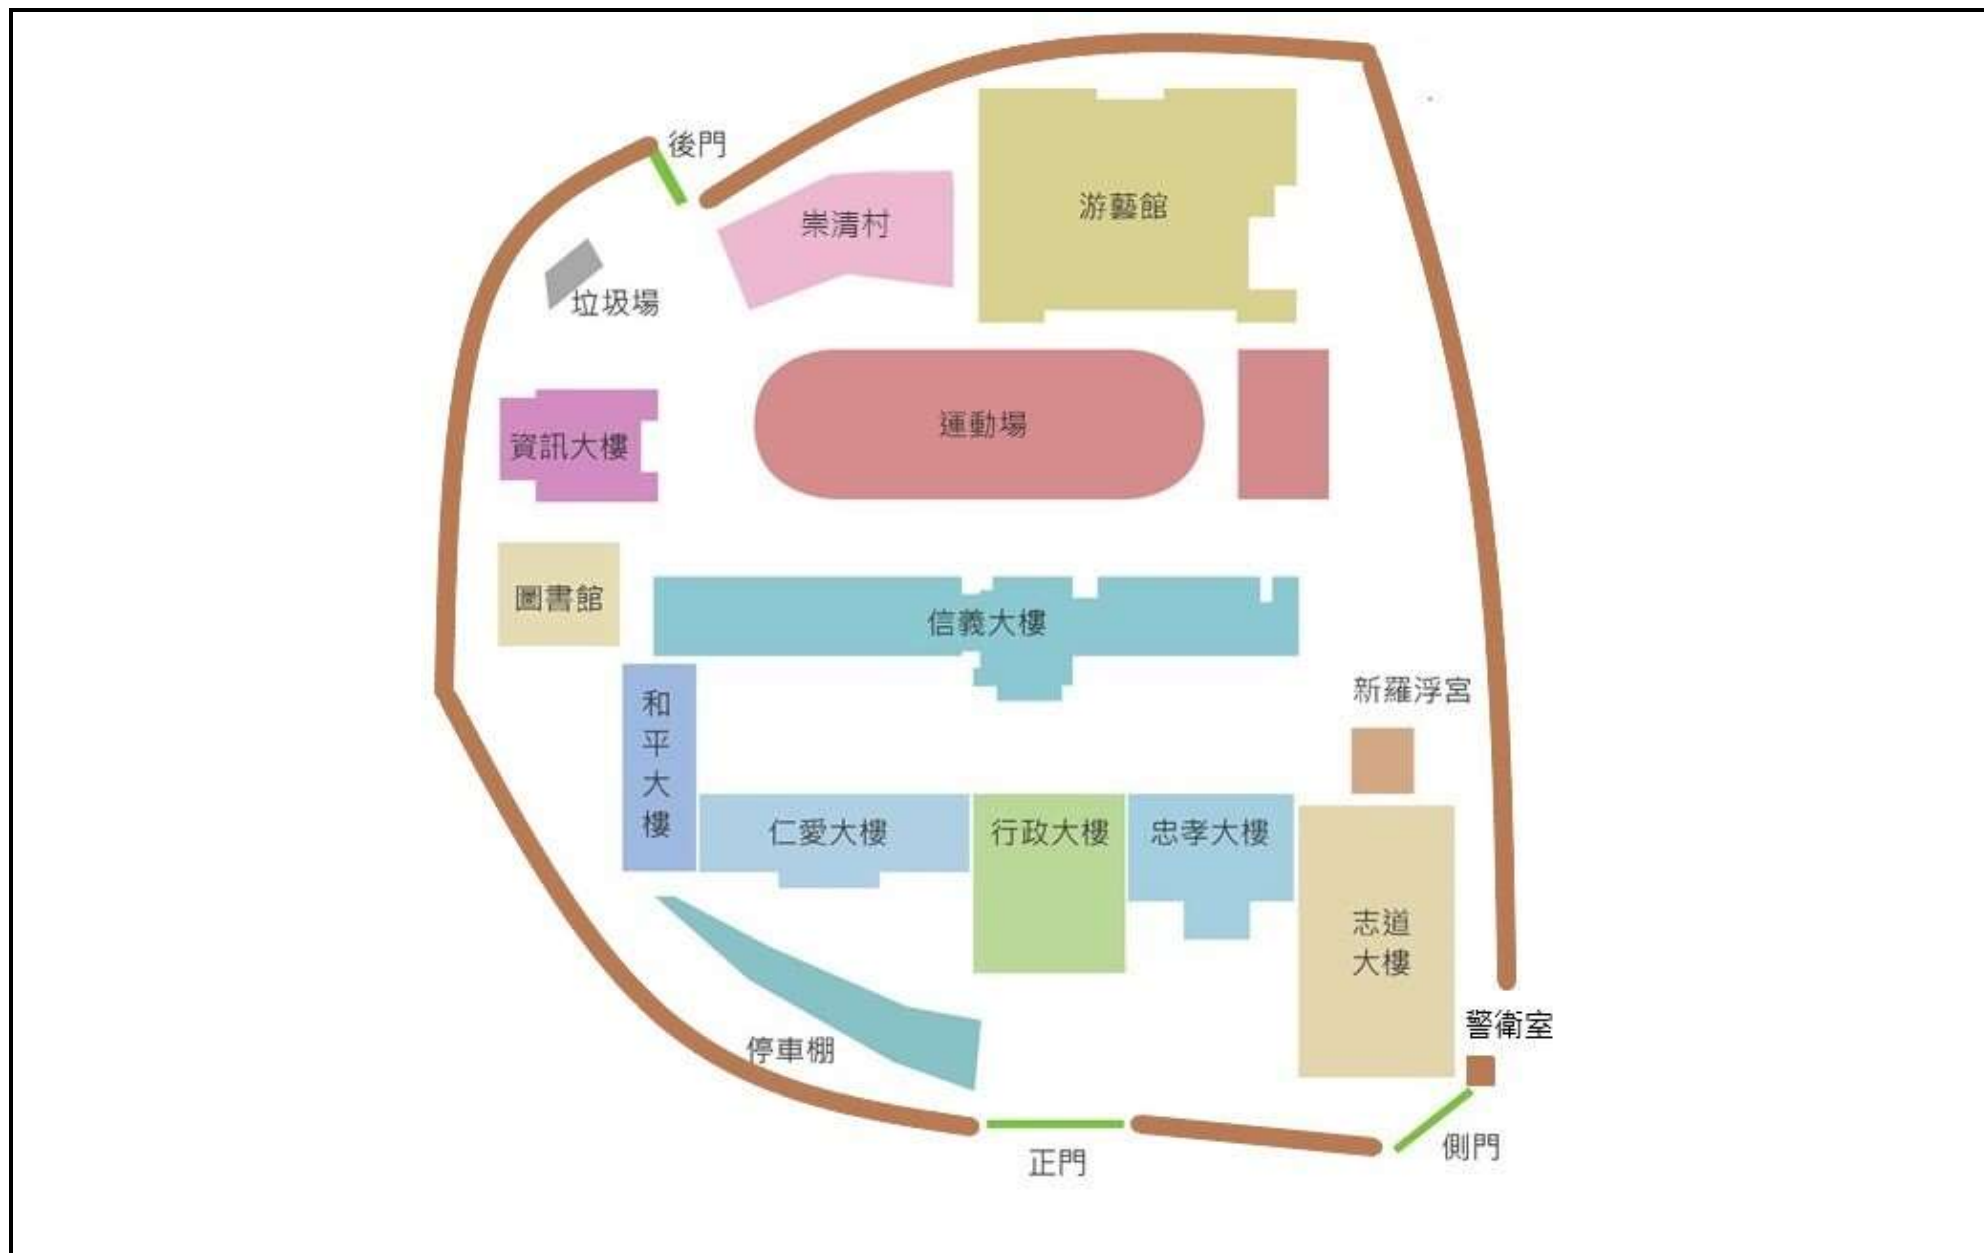 後門
游藝館
崇清村
垃圾場
運動場
資訊大樓
圖書館
信義大樓
新羅浮宮
和
平
大
樓
仁愛大樓
行政大樓
忠孝大樓
志道
大樓
警衛室
停車棚
側門
正門